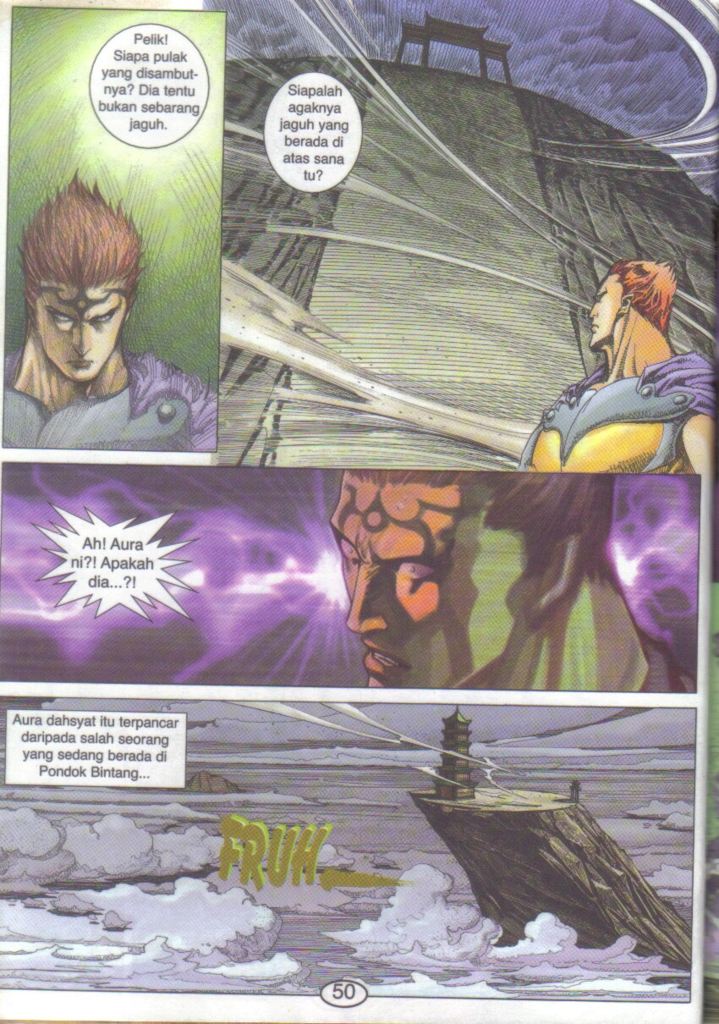 Pelik!
Siapa pulak
yang disambut-
nya? Dia tentu
bukan sebarang
jaguh.
Siapalah
agaknya
jaguh yang
berada di
atas sana
tu?
Ah! Aura
ni?! Apakah
dia...?!
Aura dahsyat itu terpancar
daripada salah seorang
yang sedang berada di
Pondok Bintang...
FRUH
50